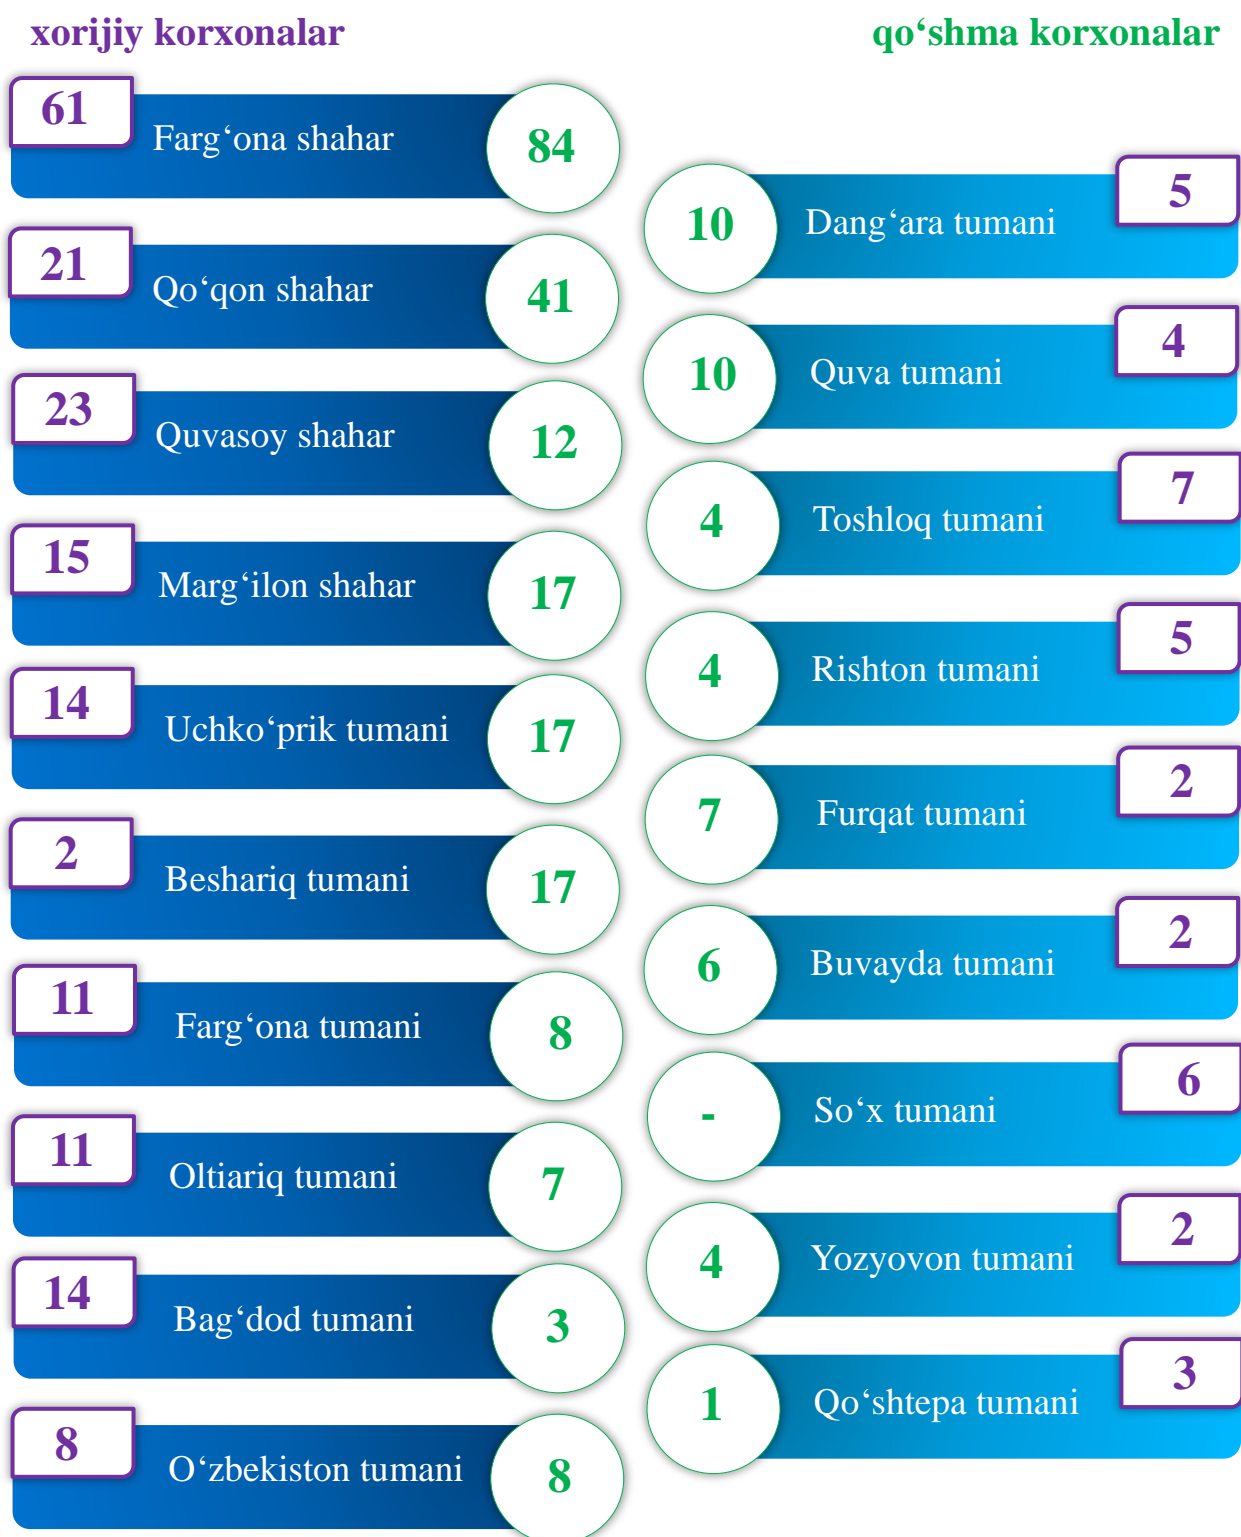 xorijiy korxonalar
qo‘shma korxonalar
61
Farg‘ona shahar
84
21
Qo‘qon shahar
41
23
Quvasoy shahar
12
15
Marg‘ilon shahar
17
14
Uchko‘prik tumani
17
2
Beshariq tumani
17
11
Farg‘ona tumani
8
11
Oltiariq tumani
7
14
Bag‘dod tumani
3
8
O‘zbekiston tumani
8
10
Dang‘ara tumani
5
10
Quva tumani
4
4
Toshloq tumani
7
4
Rishton tumani
5
7
Furqat tumani
2
6
Buvayda tumani
2
-
So‘x tumani
6
4
Yozyovon tumani
2
1
Qo‘shtepa tumani
3